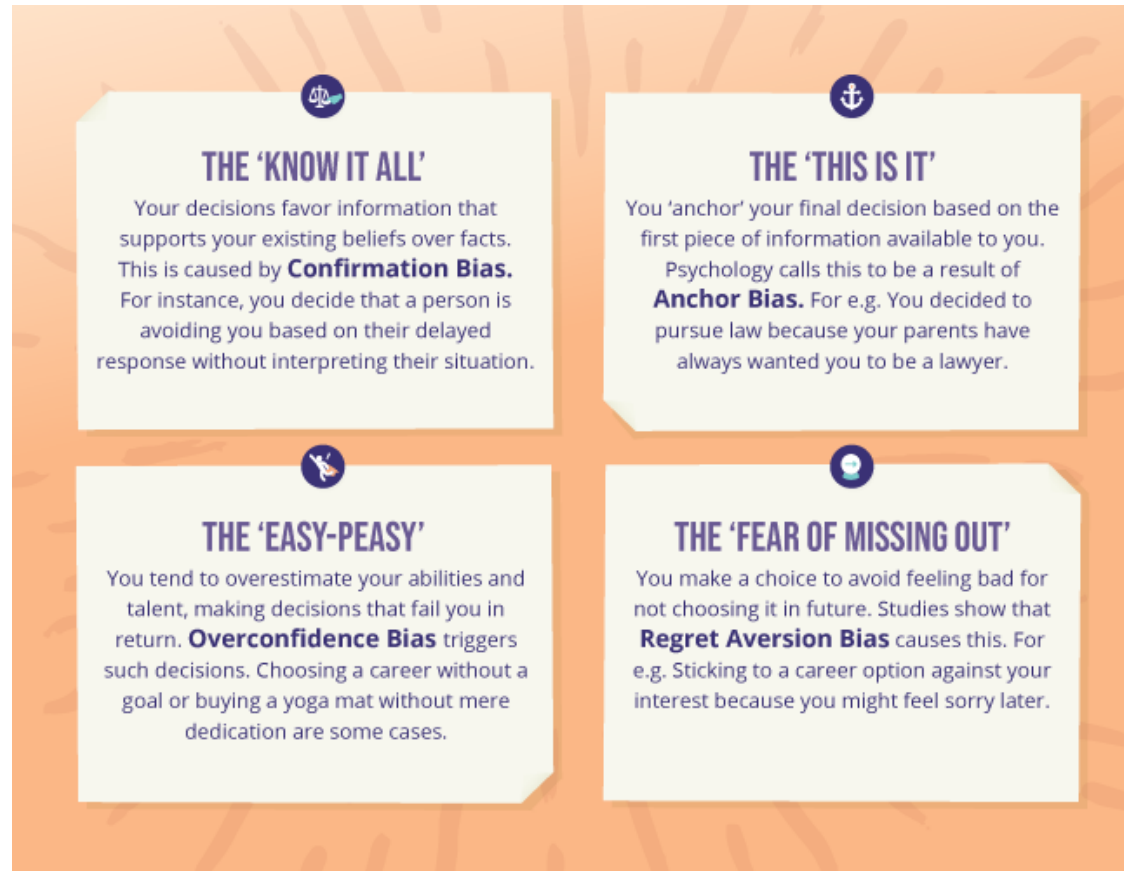 THE ‘KNOW IT ALL’
Your decisions favor information that
supports your existing beliefs over facts.
This is caused by Confirmation Bias.
For instance, you decide that a person is
avoiding you based on their delayed
response without interpreting their situation.
THE ‘THIS IS IT’
You ‘anchor’ your final decision based on the
first piece of information available to you.
Psychology calls this to be a result of
Anchor Bias. For e.g. You decided to
pursue law because your parents have
always wanted you to be a lawyer.
THE ‘EASY-PEASY’
You tend to overestimate your abilities and
talent, making decisions that fail you in
return. Overconfidence Bias triggers
such decisions. Choosing a career without a
goal or buying a yoga mat without mere
dedication are some cases.
THE ‘FEAR OF MISSING OUT’
You make a choice to avoid feeling bad for
not choosing it in future. Studies show that
Regret Aversion Bias causes this. For
e.g. Sticking to a career option against your
interest because you might feel sorry later.